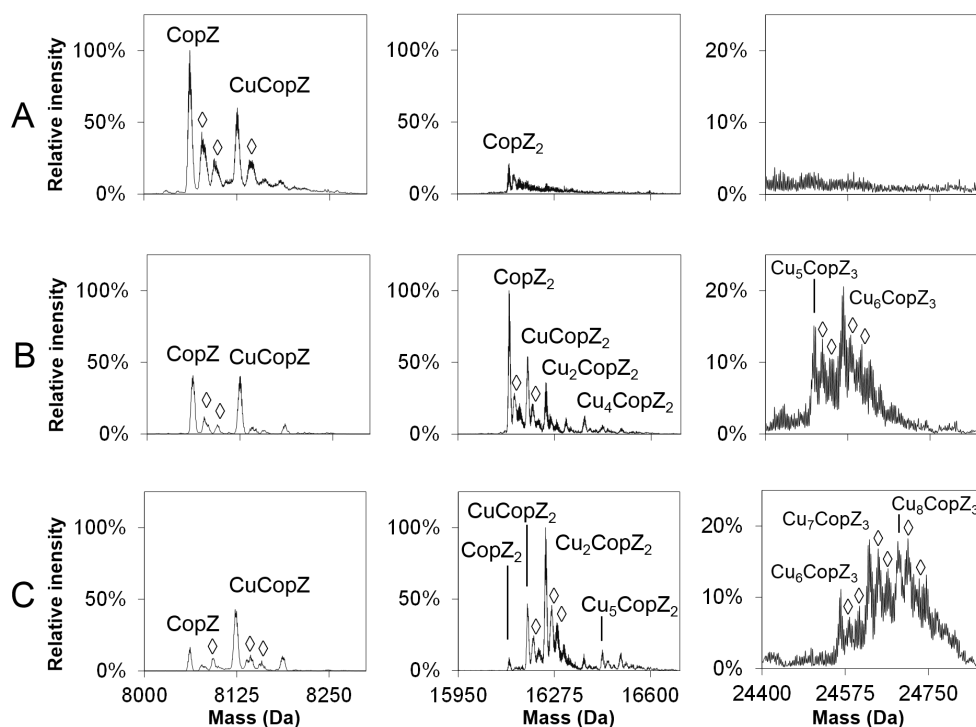 A
Relative inensity
100%
50%
0%
CopZ
CuCopZ
100%
50%
0%
CopZ₂
20%
10%
0%
B
Relative inensity
100%
50%
0%
CopZ
CuCopZ
100%
50%
0%
CopZ₂
CuCopZ₂
Cu₂CopZ₂
Cu₄CopZ₂
20%
10%
0%
Cu₅CopZ₃
Cu₆CopZ₃
24400
24575
24750
C
Relative inensity
100%
50%
0%
CopZ
CuCopZ
8000
8125
8250
Mass (Da)
100%
50%
0%
CopZ₂
CuCopZ₂
Cu₂CopZ₂
Cu₅CopZ₂
15950
16275
16600
Mass (Da)
20%
10%
0%
Cu₆CopZ₃
Cu₇CopZ₃
Cu₈CopZ₃
24400
24575
24750
Mass (Da)